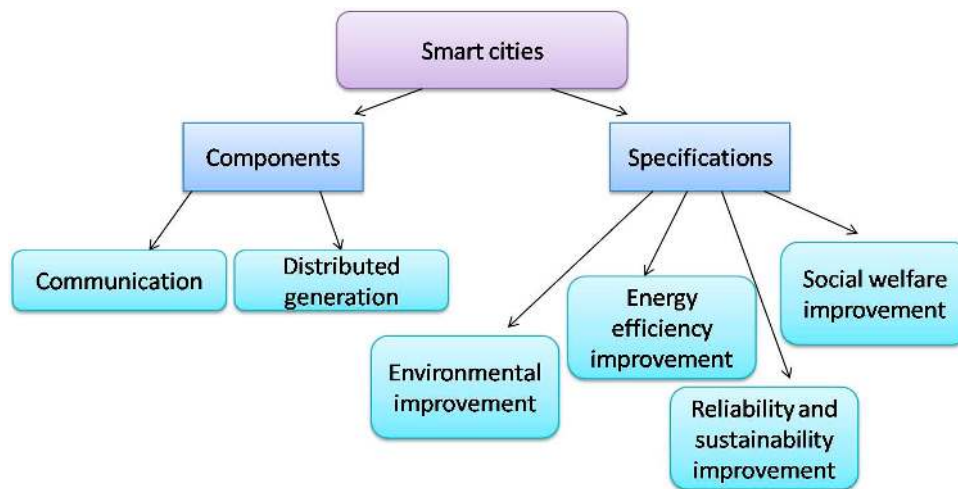 Smart cities
Components
Specifications
Communication
Distributed
generation
Environmental
improvement
Energy
efficiency
improvement
Reliability and
sustainability
improvement
Social welfare
improvement